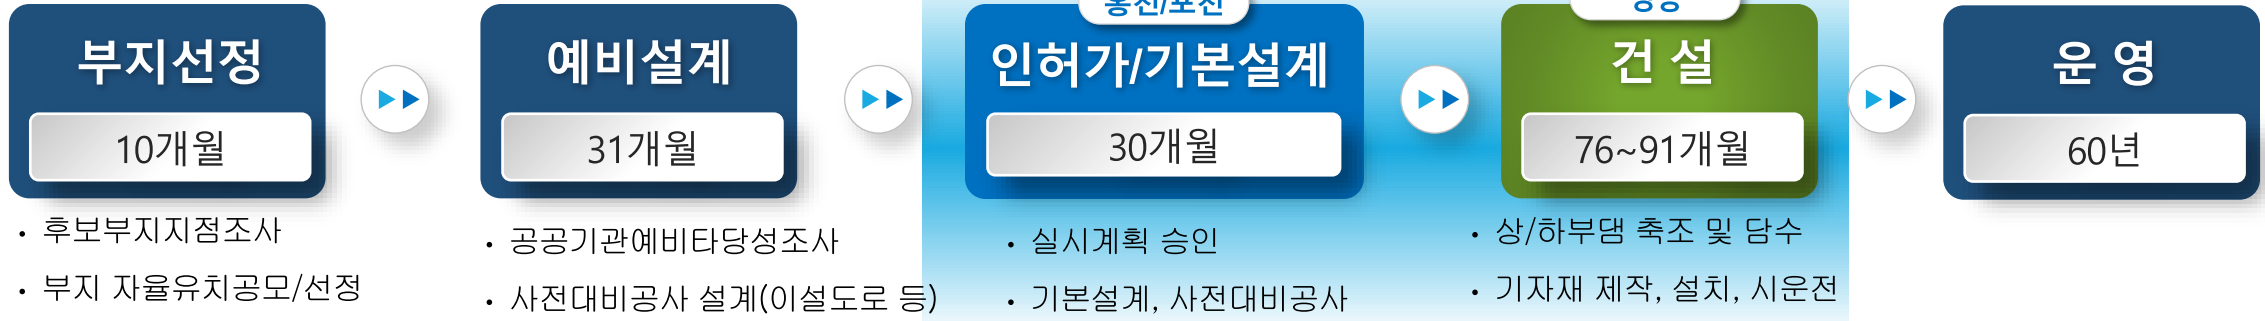 부지선정
10개월
• 후보부지지점조사
• 부지 자율유치공모/선정
예비설계
31개월
• 공공기관예비타당성조사
• 사전대비공사 설계(이설도로 등)
홍천/포천
인허가/기본설계
30개월
• 실시계획 승인
• 기본설계, 사전대비공사
건 설
76~91개월
• 상/하부댐 축조 및 담수
• 기자재 제작, 설치, 시운전
운 영
60년